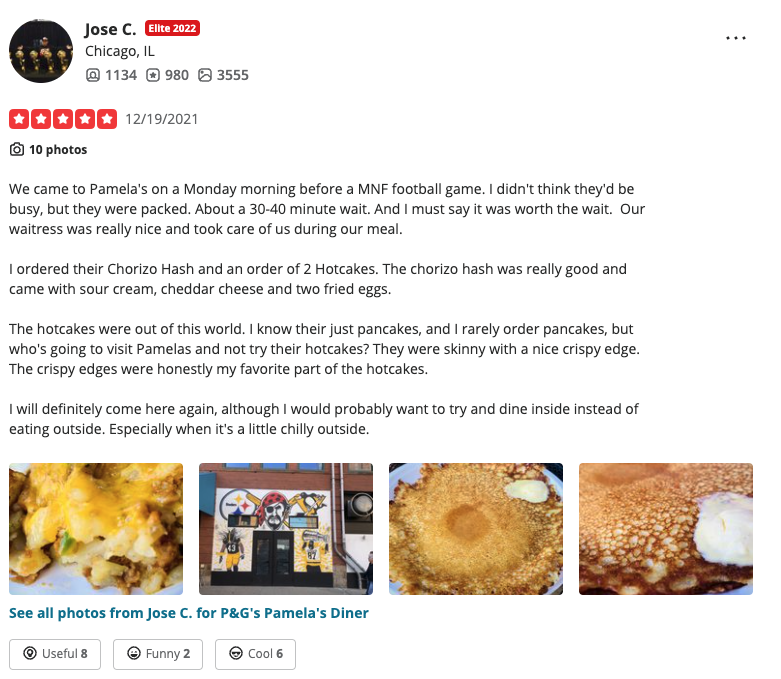 Jose C. Elite 2022
Chicago, IL
1134 980 3555
12/19/2021
10 photos
We came to Pamela's on a Monday morning before a MNF football game. I didn't think they'd be
busy, but they were packed. About a 30-40 minute wait. And I must say it was worth the wait.  Our
waitress was really nice and took care of us during our meal.
I ordered their Chorizo Hash and an order of 2 Hotcakes. The chorizo hash was really good and
came with sour cream, cheddar cheese and two fried eggs.
The hotcakes were out of this world. I know their just pancakes, and I rarely order pancakes, but
who's going to visit Pamelas and not try their hotcakes? They were skinny with a nice crispy edge.
The crispy edges were honestly my favorite part of the hotcakes.
I will definitely come here again, although I would probably want to try and dine inside instead of
eating outside. Especially when it's a little chilly outside.
43
87
See all photos from Jose C. for P&G's Pamela's Diner
Useful 8 Funny 2 Cool 6